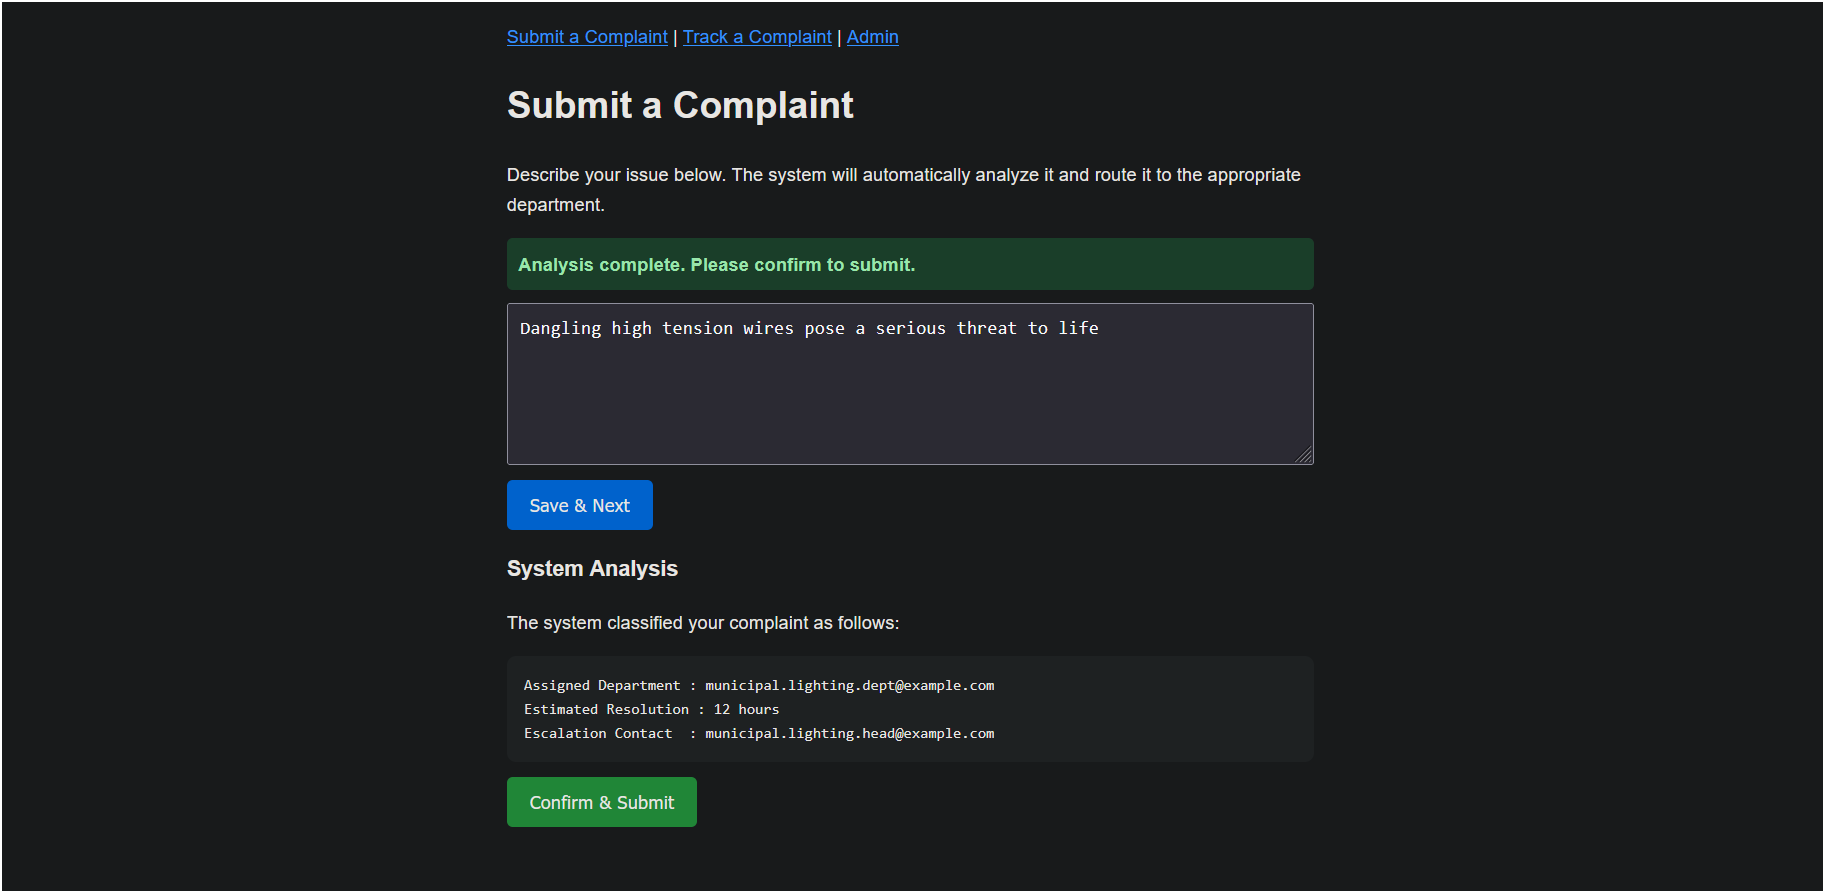 Submit a Complaint | Track a Complaint | Admin
Submit a Complaint
Describe your issue below. The system will automatically analyze it and route it to the appropriate
department.
Analysis complete. Please confirm to submit.
Dangling high tension wires pose a serious threat to life
Save & Next
System Analysis
The system classified your complaint as follows:
Assigned Department : municipal.lighting.dept@example.com
Estimated Resolution : 12 hours
Escalation Contact  : municipal.lighting.head@example.com
Confirm & Submit